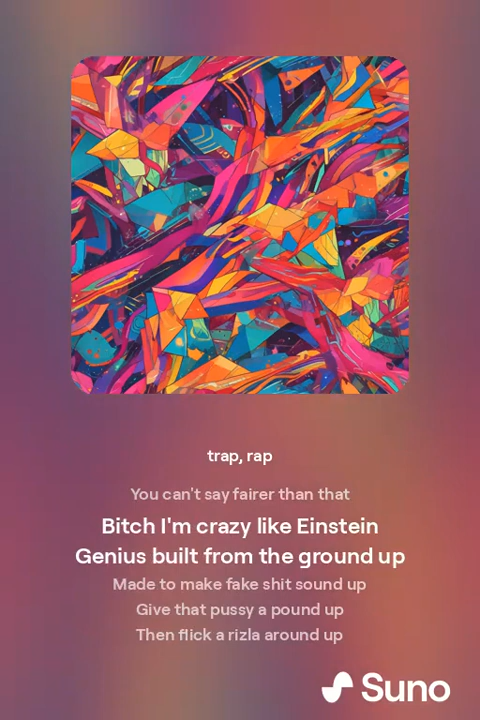 trap, rap
You can't say fairer than that
Bitch I'm crazy like Einstein
Genius built from the ground up
Made to make fake shit sound up
Give that pussy a pound up
Then flick a rizla around up
Suno